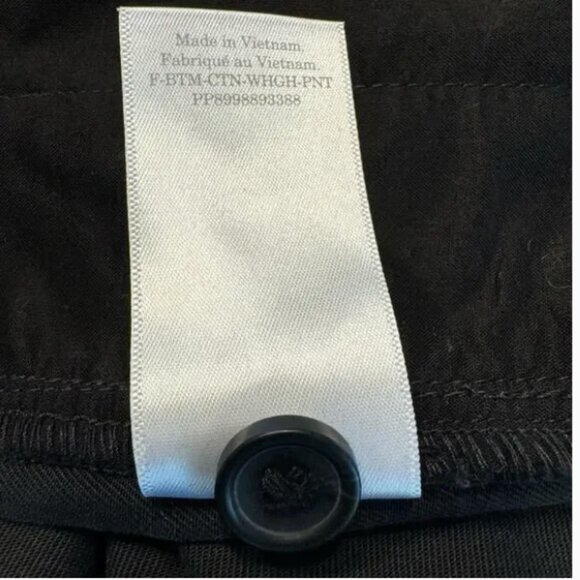 Made in Vietnam.
Fabriqué au Vietnam.
F-BTM-CTN-WHGH-PNT
PP8998893388